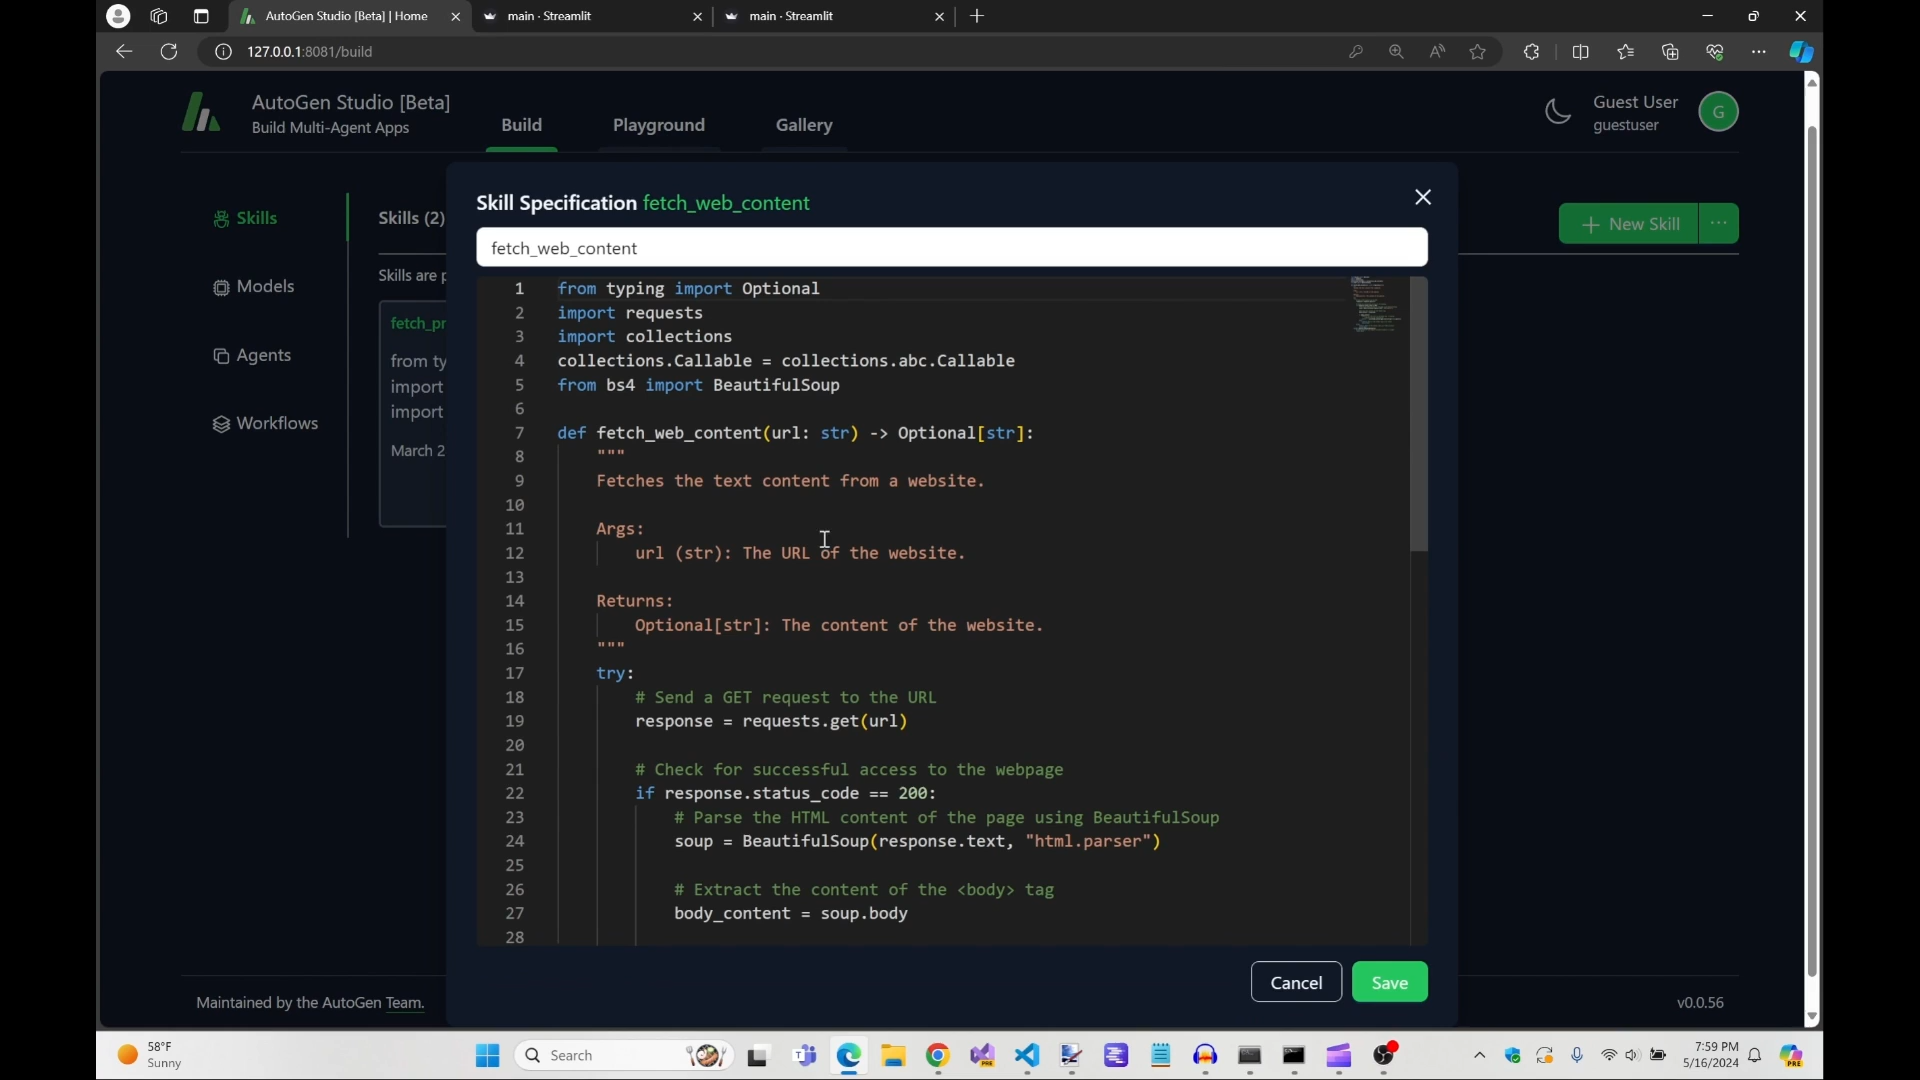 AutoGen Studio [Beta] | Home
main · Streamlit
main · Streamlit
127.0.0.1:8081/build
AutoGen Studio [Beta]
Build Multi-Agent Apps
Build
Playground
Gallery
Guest User
guestuser
G
Skills
Models
Agents
Workflows
Skills (2)
New Skill
Skills are p
fetch_pr
from ty
import
import
March 2
Skill Specification fetch_web_content
fetch_web_content
1 from typing import Optional
2 import requests
3 import collections
4 collections.Callable = collections.abc.Callable
5 from bs4 import BeautifulSoup
6
7 def fetch_web_content(url: str) -> Optional[str]:
8 """
9 Fetches the text content from a website.
10
11 Args:
12 url (str): The URL of the website.
13
14 Returns:
15 Optional[str]: The content of the website.
16 """
17 try:
18 # Send a GET request to the URL
19 response = requests.get(url)
20
21 # Check for successful access to the webpage
22 if response.status_code == 200:
23 # Parse the HTML content of the page using BeautifulSoup
24 soup = BeautifulSoup(response.text, "html.parser")
25
26 # Extract the content of the <body> tag
27 body_content = soup.body
28
Cancel
Save
Maintained by the AutoGen Team.
v0.0.56
58°F
Sunny
Search
7:59 PM
5/16/2024